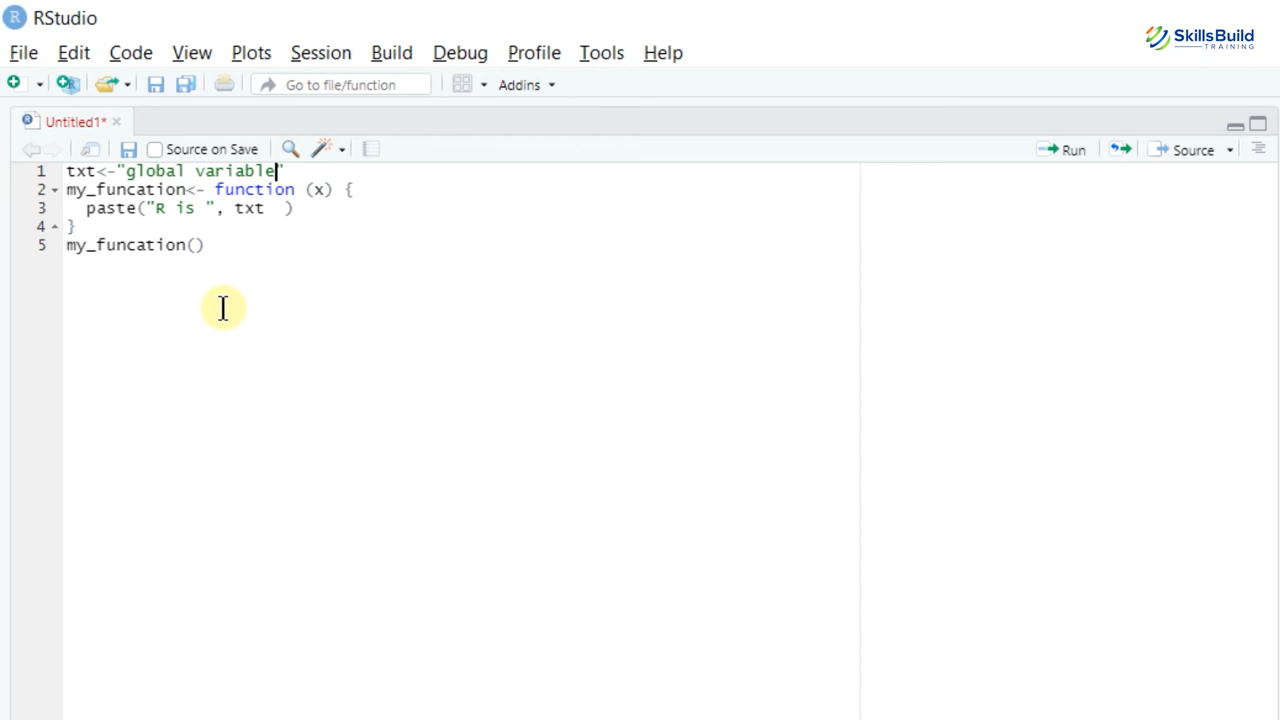 RStudio
SkillsBuild
TRAINING
File Edit Code View Plots Session Build Debug Profile Tools Help
Go to file/function Addins
Untitled1*
Source on Save Run Source
1 txt<-"global variable"
2 my_funcation<- function (x) {
3 paste("R is ", txt  )
4 }
5 my_funcation()